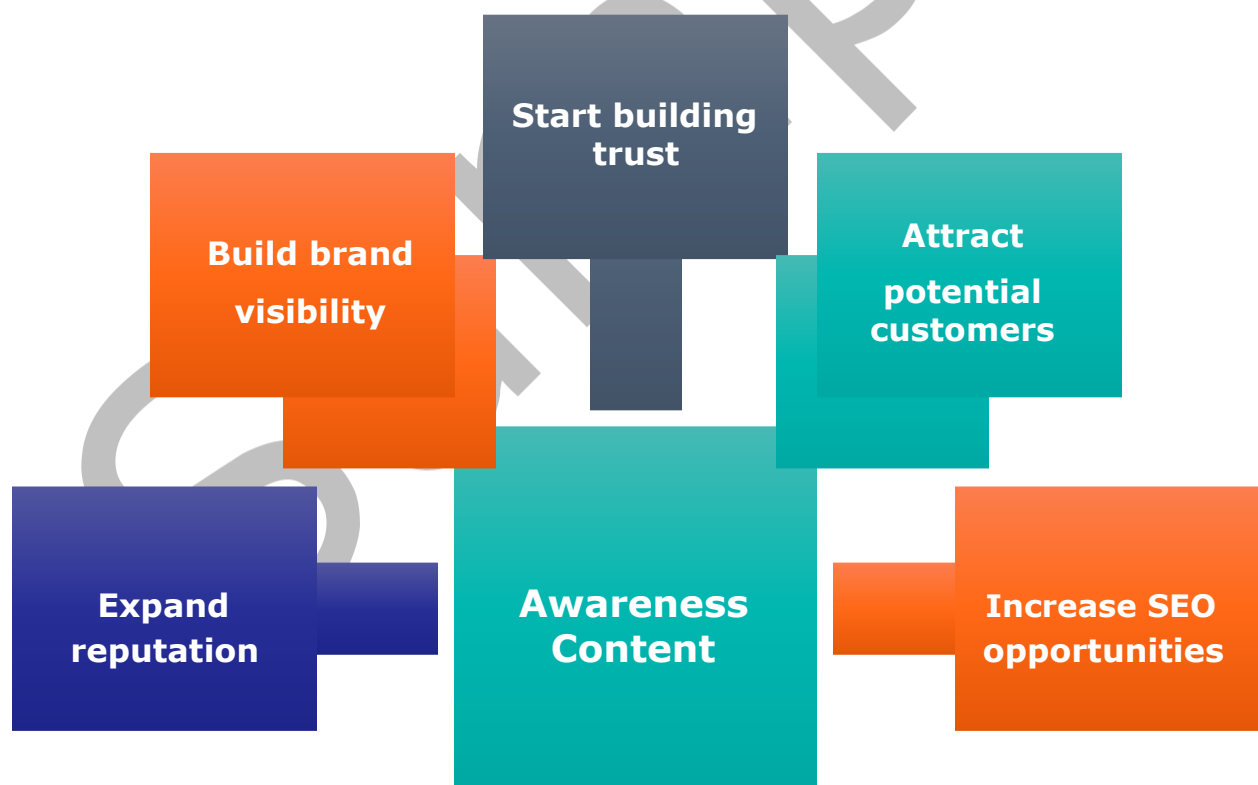 Start building
trust
Build brand
visibility
Attract
potential
customers
Expand
reputation
Awareness
Content
Increase SEO
opportunities